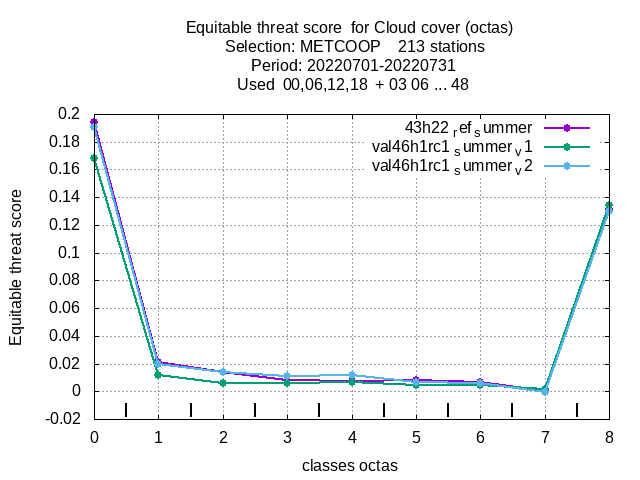 Equitable threat score  for Cloud cover (octas)
Selection: METCOOP    213 stations
Period: 20220701-20220731
Used  00,06,12,18  + 03 06 ... 48
0.2
0.18
0.16
0.14
0.12
0.1
0.08
0.06
0.04
0.02
0
-0.02
Equitable threat score
43h22 ref summer
val46h1rc1 summer v1
val46h1rc1 summer v2
0 1 2 3 4 5 6 7 8
classes octas